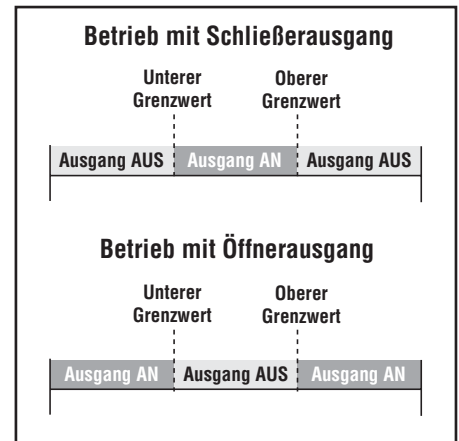 Betrieb mit Schließerausgang
Unterer Grenzwert
Oberer Grenzwert
Ausgang AUS
Ausgang AN
Ausgang AUS
Betrieb mit Öffnerausgang
Unterer Grenzwert
Oberer Grenzwert
Ausgang AN
Ausgang AUS
Ausgang AN